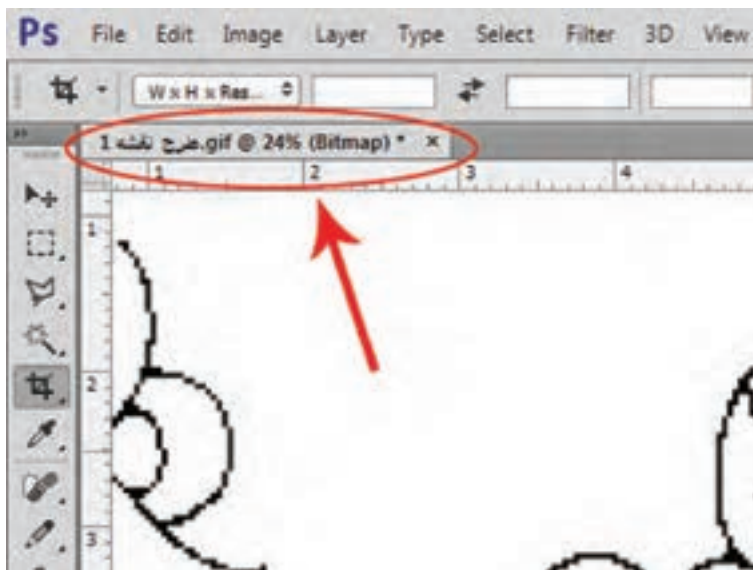 Ps File Edit Image Layer Type Select Filter 3D View
W x H x Res...
طرح نقشه 1.gif @ 24% (Bitmap) * ×
1 2 3 4
1
2
3